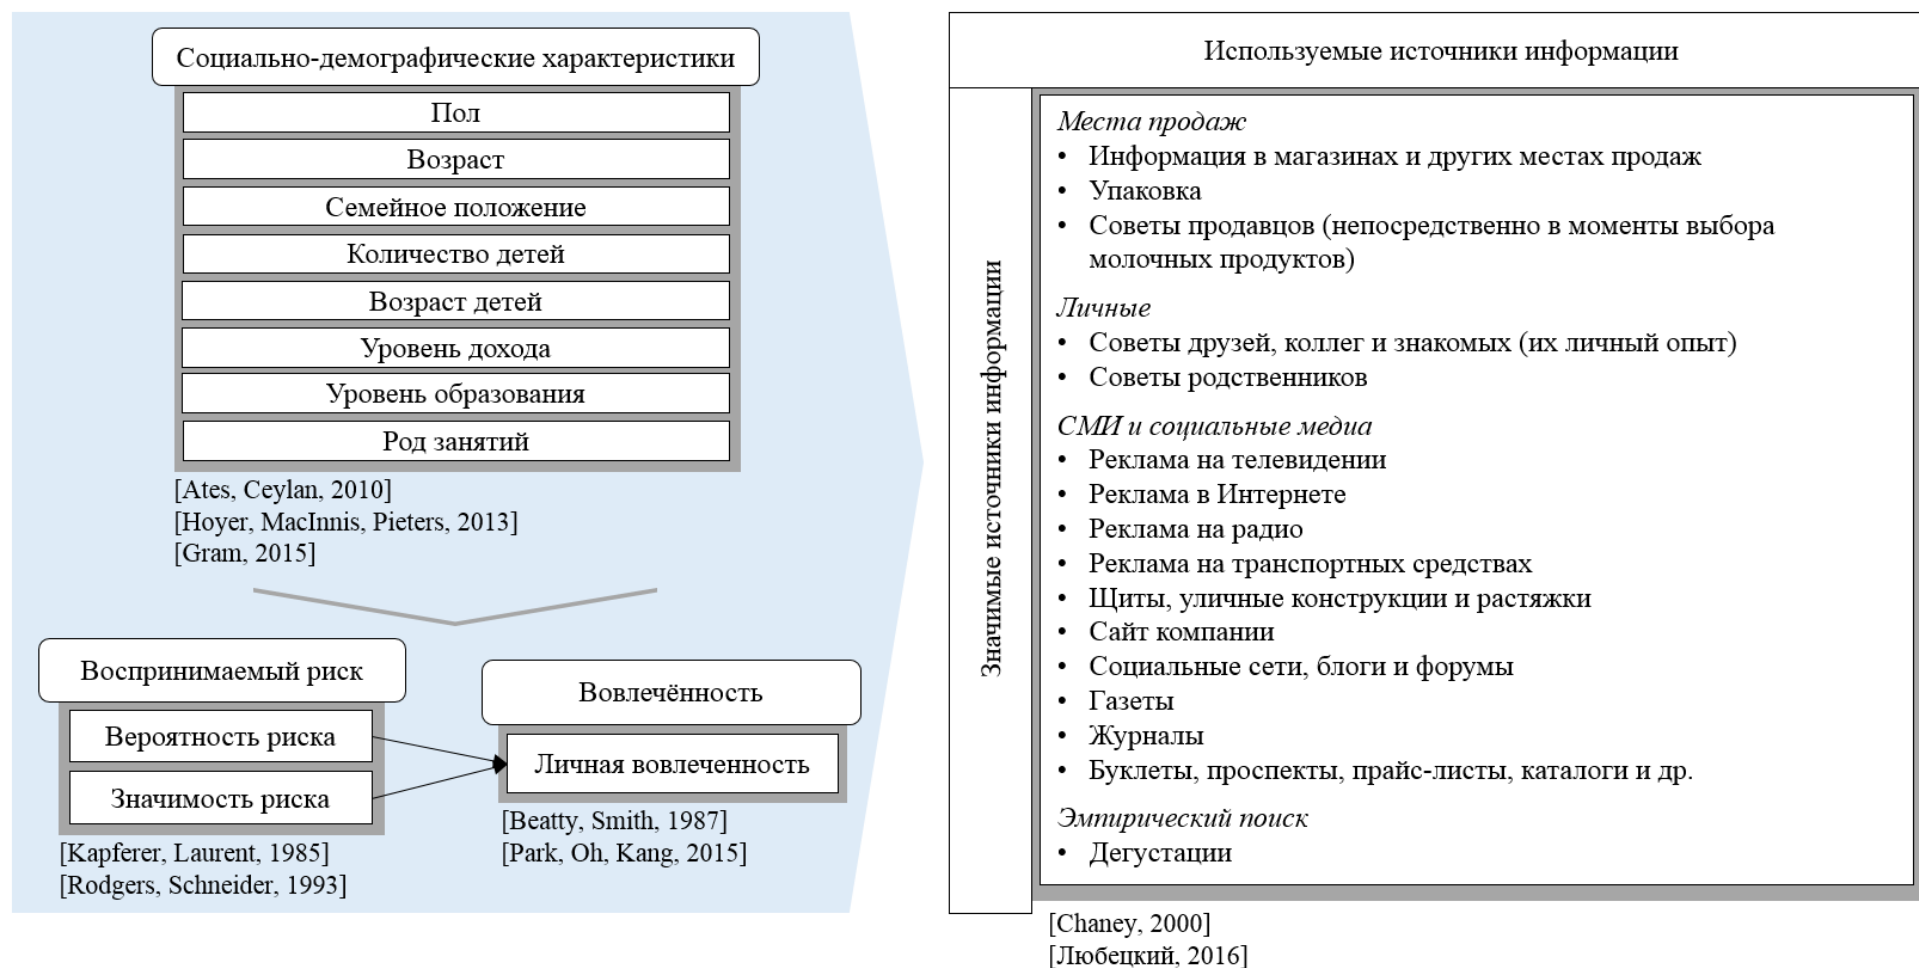 Социально-демографические характеристики
Пол
Возраст
Семейное положение
Количество детей
Возраст детей
Уровень дохода
Уровень образования
Род занятий
[Ates, Ceylan, 2010]
[Hoyer, MacInnis, Pieters, 2013]
[Gram, 2015]
Воспринимаемый риск
Вероятность риска
Значимость риска
[Kapferer, Laurent, 1985]
[Rodgers, Schneider, 1993]
Вовлечённость
Личная вовлеченность
[Beatty, Smith, 1987]
[Park, Oh, Kang, 2015]
Используемые источники информации
Значимые источники информации
Места продаж
• Информация в магазинах и других местах продаж
• Упаковка
• Советы продавцов (непосредственно в моменты выбора
молочных продуктов)
Личные
• Советы друзей, коллег и знакомых (их личный опыт)
• Советы родственников
СМИ и социальные медиа
• Реклама на телевидении
• Реклама в Интернете
• Реклама на радио
• Реклама на транспортных средствах
• Щиты, уличные конструкции и растяжки
• Сайт компании
• Социальные сети, блоги и форумы
• Газеты
• Журналы
• Буклеты, проспекты, прайс-листы, каталоги и др.
Эмпирический поиск
• Дегустации
[Chaney, 2000]
[Любецкий, 2016]